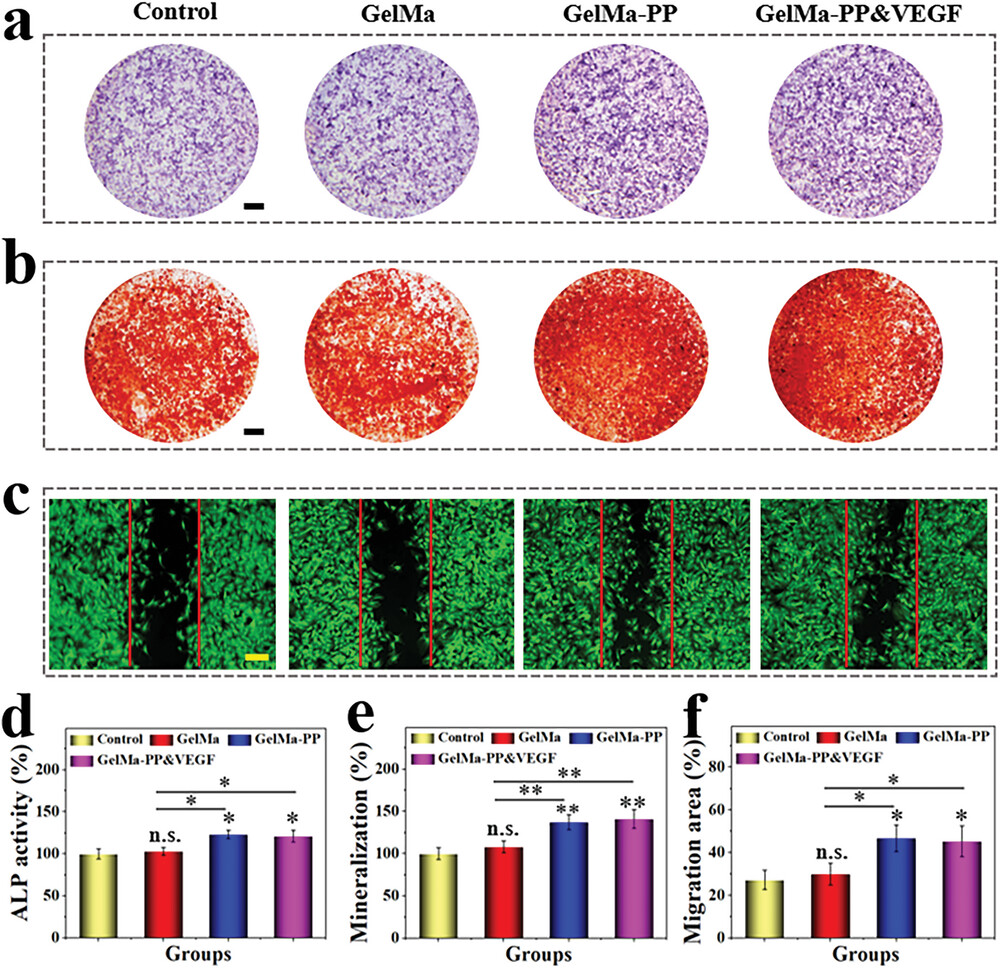 a
Control GelMa GelMa-PP GelMa-PP&VEGF
b
c
d
ALP activity (%)
Control GelMa GelMa-PP
GelMa-PP&VEGF
200
150
100
50
0
n.s.
*
*
*
*
Groups
e
Mineralization (%)
Control GelMa GelMa-PP
GelMa-PP&VEGF
200
150
100
50
0
n.s.
**
**
**
**
Groups
f
Migration area (%)
Control GelMa GelMa-PP
GelMa-PP&VEGF
80
60
40
20
0
n.s.
*
*
*
*
Groups